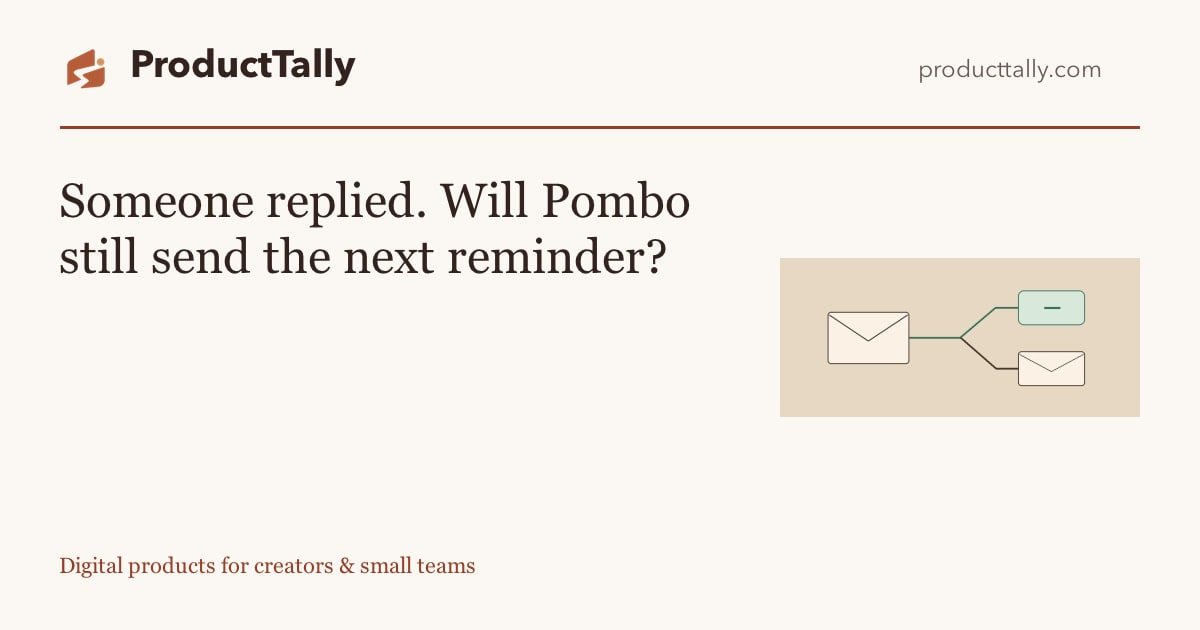 ProductTally
producttally.com
Someone replied. Will Pombo
still send the next reminder?
Digital products for creators & small teams